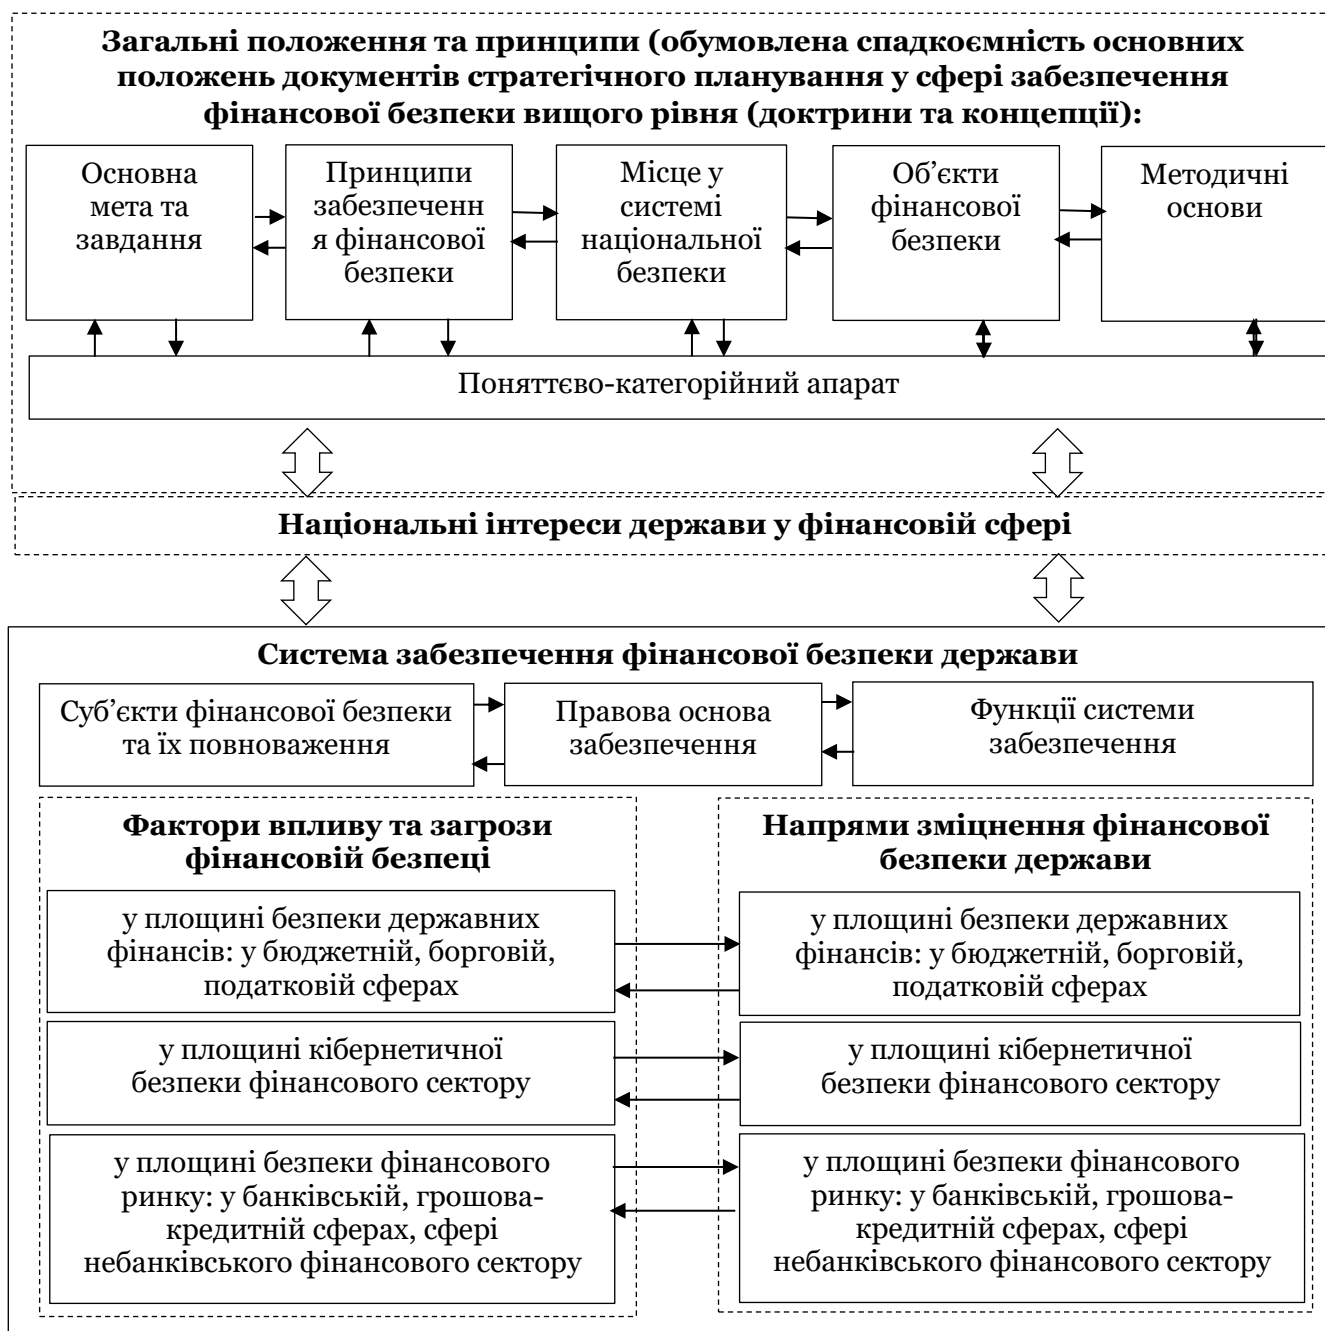 Загальні положення та принципи (обумовлена спадкоємність основних
положень документів стратегічного планування у сфері забезпечення
фінансової безпеки вищого рівня (доктрини та концепції):
Основна
мета та
завдання
Принципи
забезпеченн
я фінансової
безпеки
Місце у
системі
національної
безпеки
Об’єкти
фінансової
безпеки
Методичні
основи
Поняттєво-категорійний апарат
Національні інтереси держави у фінансовій сфері
Система забезпечення фінансової безпеки держави
Суб’єкти фінансової безпеки
та їх повноваження
Правова основа
забезпечення
Функції системи
забезпечення
Фактори впливу та загрози
фінансовій безпеці
у площині безпеки державних
фінансів: у бюджетній, борговій,
податковій сферах
у площині кібернетичної
безпеки фінансового сектору
у площині безпеки фінансового
ринку: у банківській, грошова-
кредитній сферах, сфері
небанківського фінансового сектору
Напрями зміцнення фінансової
безпеки держави
у площині безпеки державних
фінансів: у бюджетній, борговій,
податковій сферах
у площині кібернетичної
безпеки фінансового сектору
у площині безпеки фінансового
ринку: у банківській, грошова-
кредитній сферах, сфері
небанківського фінансового сектору